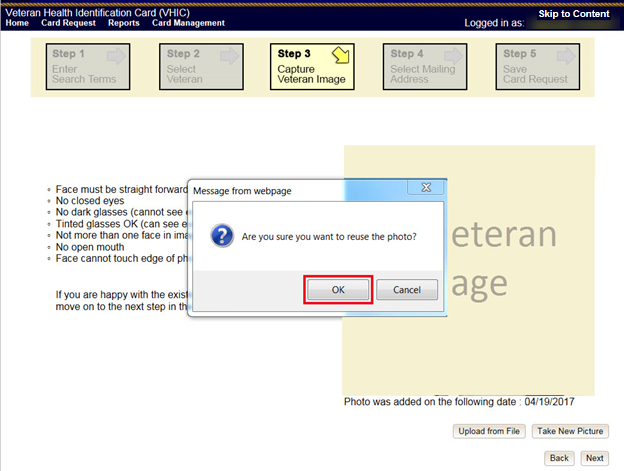 Veteran Health Identification Card (VHIC)
Skip to Content
Home Card Request Reports Card Management
Logged in as:
Step 1
Enter
Search Terms
Step 2
Select
Veteran
Step 3
Capture
Veteran Image
Step 4
Select Mailing
Address
Step 5
Save
Card Request
Face must be straight forward
No closed eyes
No dark glasses (cannot see
Tinted glasses OK (can see
Not more than one face in
No open mouth
Face cannot touch edge of
If you are happy with the
move on to the next step in
Message from webpage
Are you sure you want to reuse the photo?
OK Cancel
eteran
age
Photo was added on the following date : 04/19/2017
Upload from File Take New Picture
Back Next